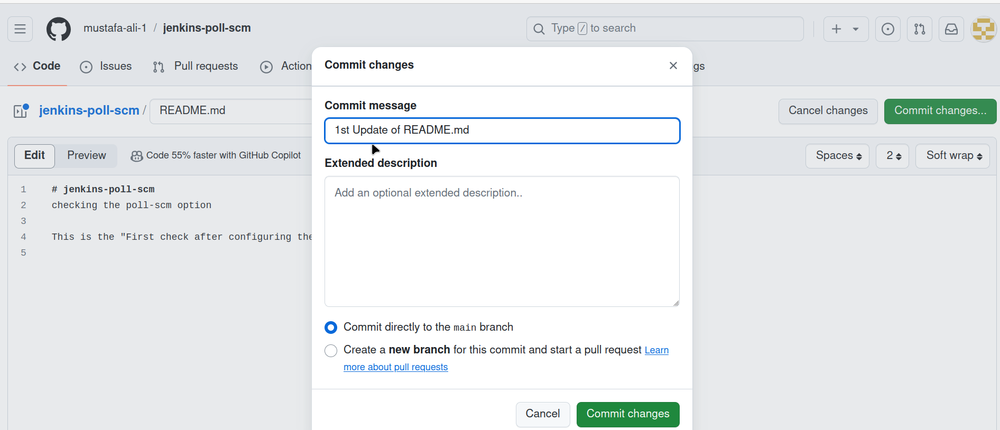 mustafa-ali-1 / jenkins-poll-scm
Type / to search
Code
Issues
Pull requests
Action
gs
jenkins-poll-scm / README.md
Cancel changes
Commit changes...
Edit
Preview
Code 55% faster with GitHub Copilot
Spaces
2
Soft wrap
1 # jenkins-poll-scm
2 checking the poll-scm option
3
4 This is the "First check after configuring the
5
Commit changes
Commit message
1st Update of README.md
Extended description
Add an optional extended description..
Commit directly to the main branch
Create a new branch for this commit and start a pull request Learn
more about pull requests
Cancel
Commit changes